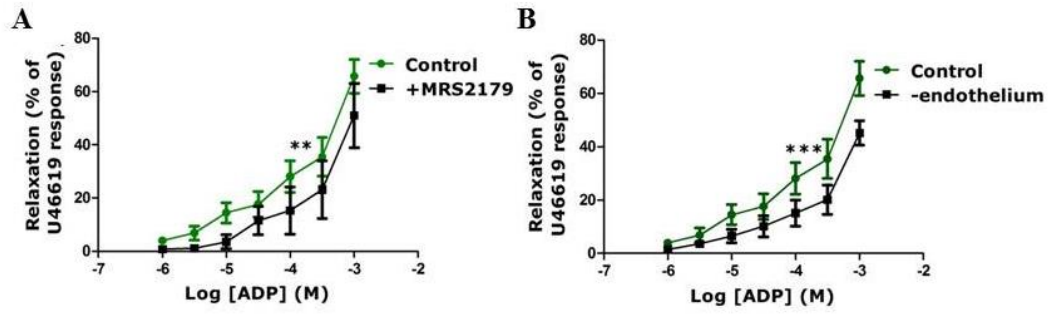 A
80
60
40
20
0
Relaxation (% of
U46619 response)
**
Control
+MRS2179
-7 -6 -5 -4 -3 -2
Log [ADP] (M)
B
80
60
40
20
0
Relaxation (% of
U46619 response)
***
Control
-endothelium
-7 -6 -5 -4 -3 -2
Log [ADP] (M)